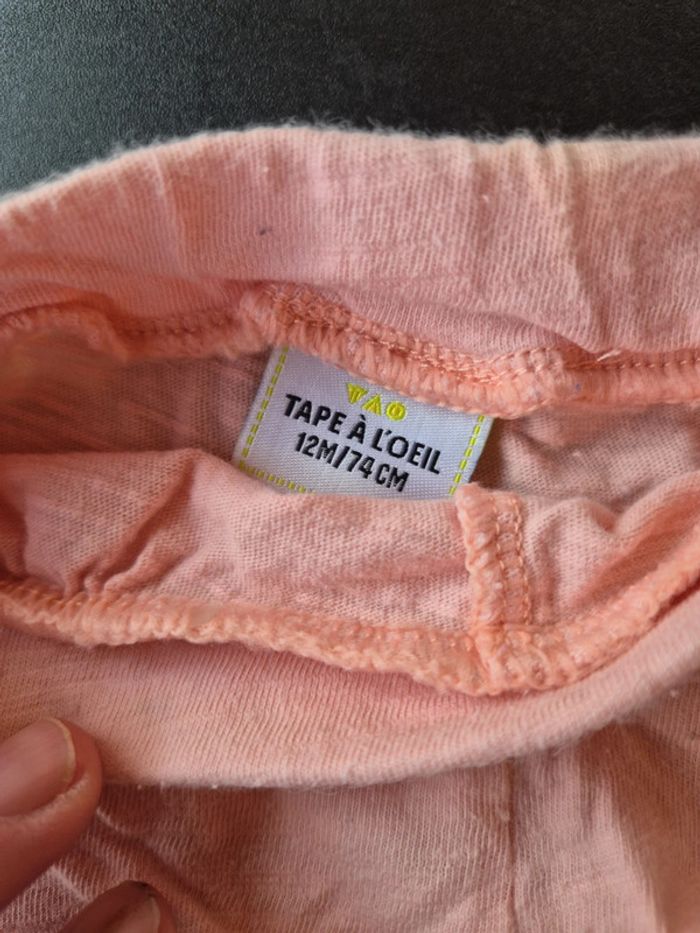 TAO
TAPE À L'OEIL
12M/74CM